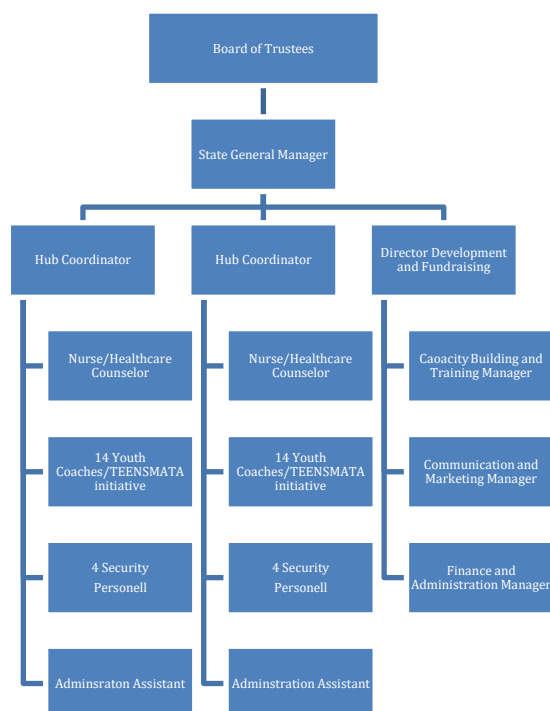 Board of Trustees
State General Manager
Hub Coordinator
Nurse/Healthcare
Counselor
14 Youth
Coaches/TEENSMATA
initiative
4 Security
Personell
Adminsraton Assistant
Hub Coordinator
Nurse/Healthcare
Counselor
14 Youth
Coaches/TEENSMATA
initiative
4 Security
Personell
Adminstration Assistant
Director Development
and Fundraising
Caoacity Building and
Training Manager
Communication and
Marketing Manager
Finance and
Administration Manager